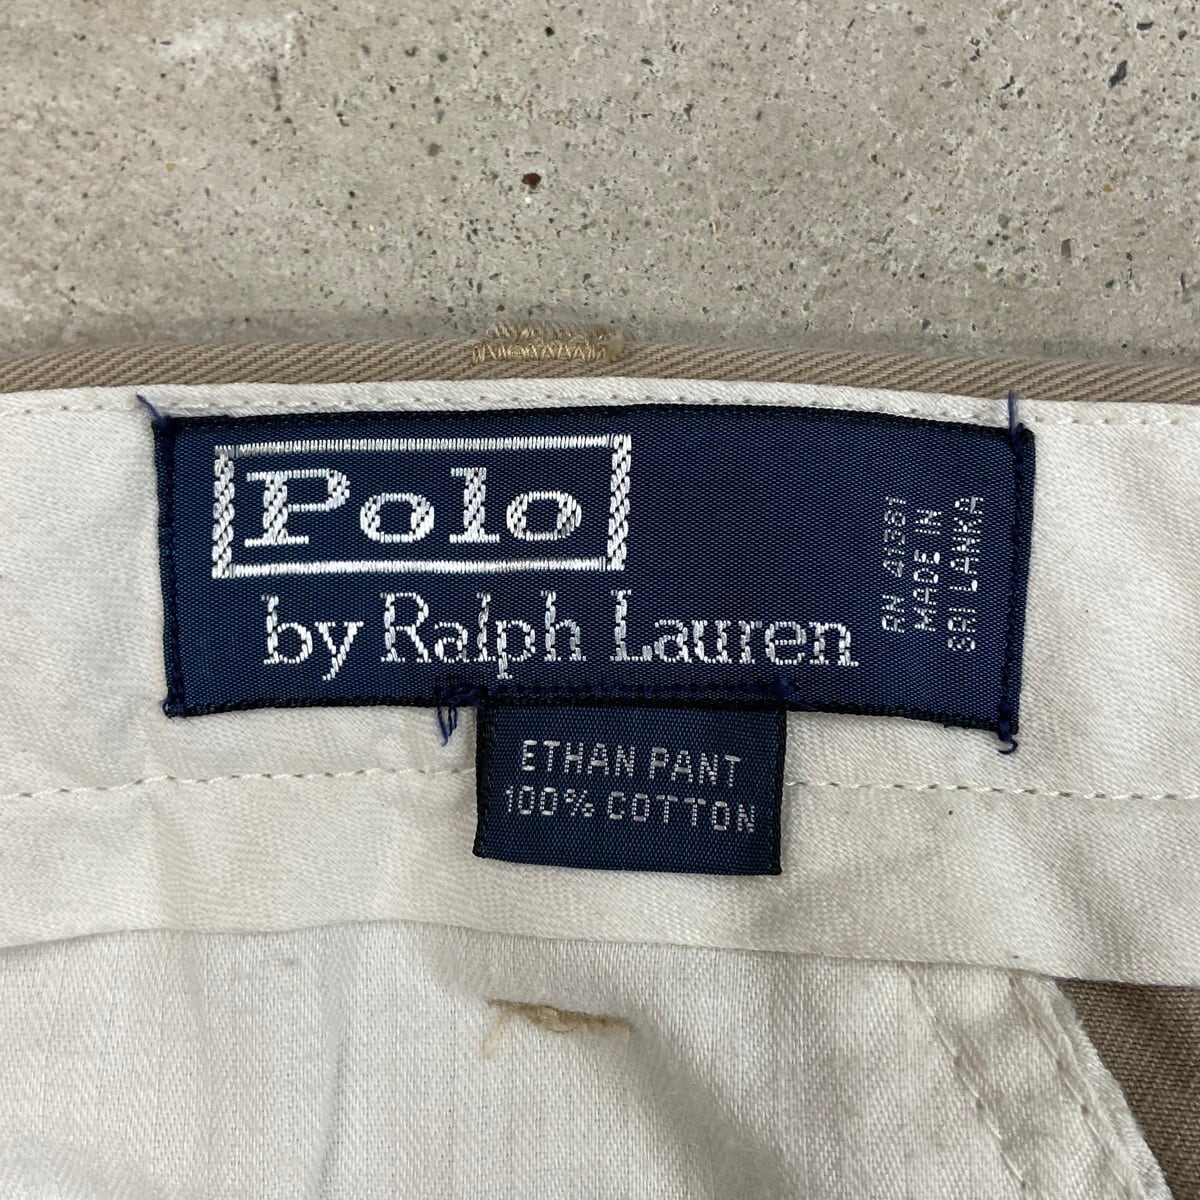 Polo
by Ralph Lauren
RN 41381
MADE IN
SRI LANKA
ETHAN PANT
100% COTTON